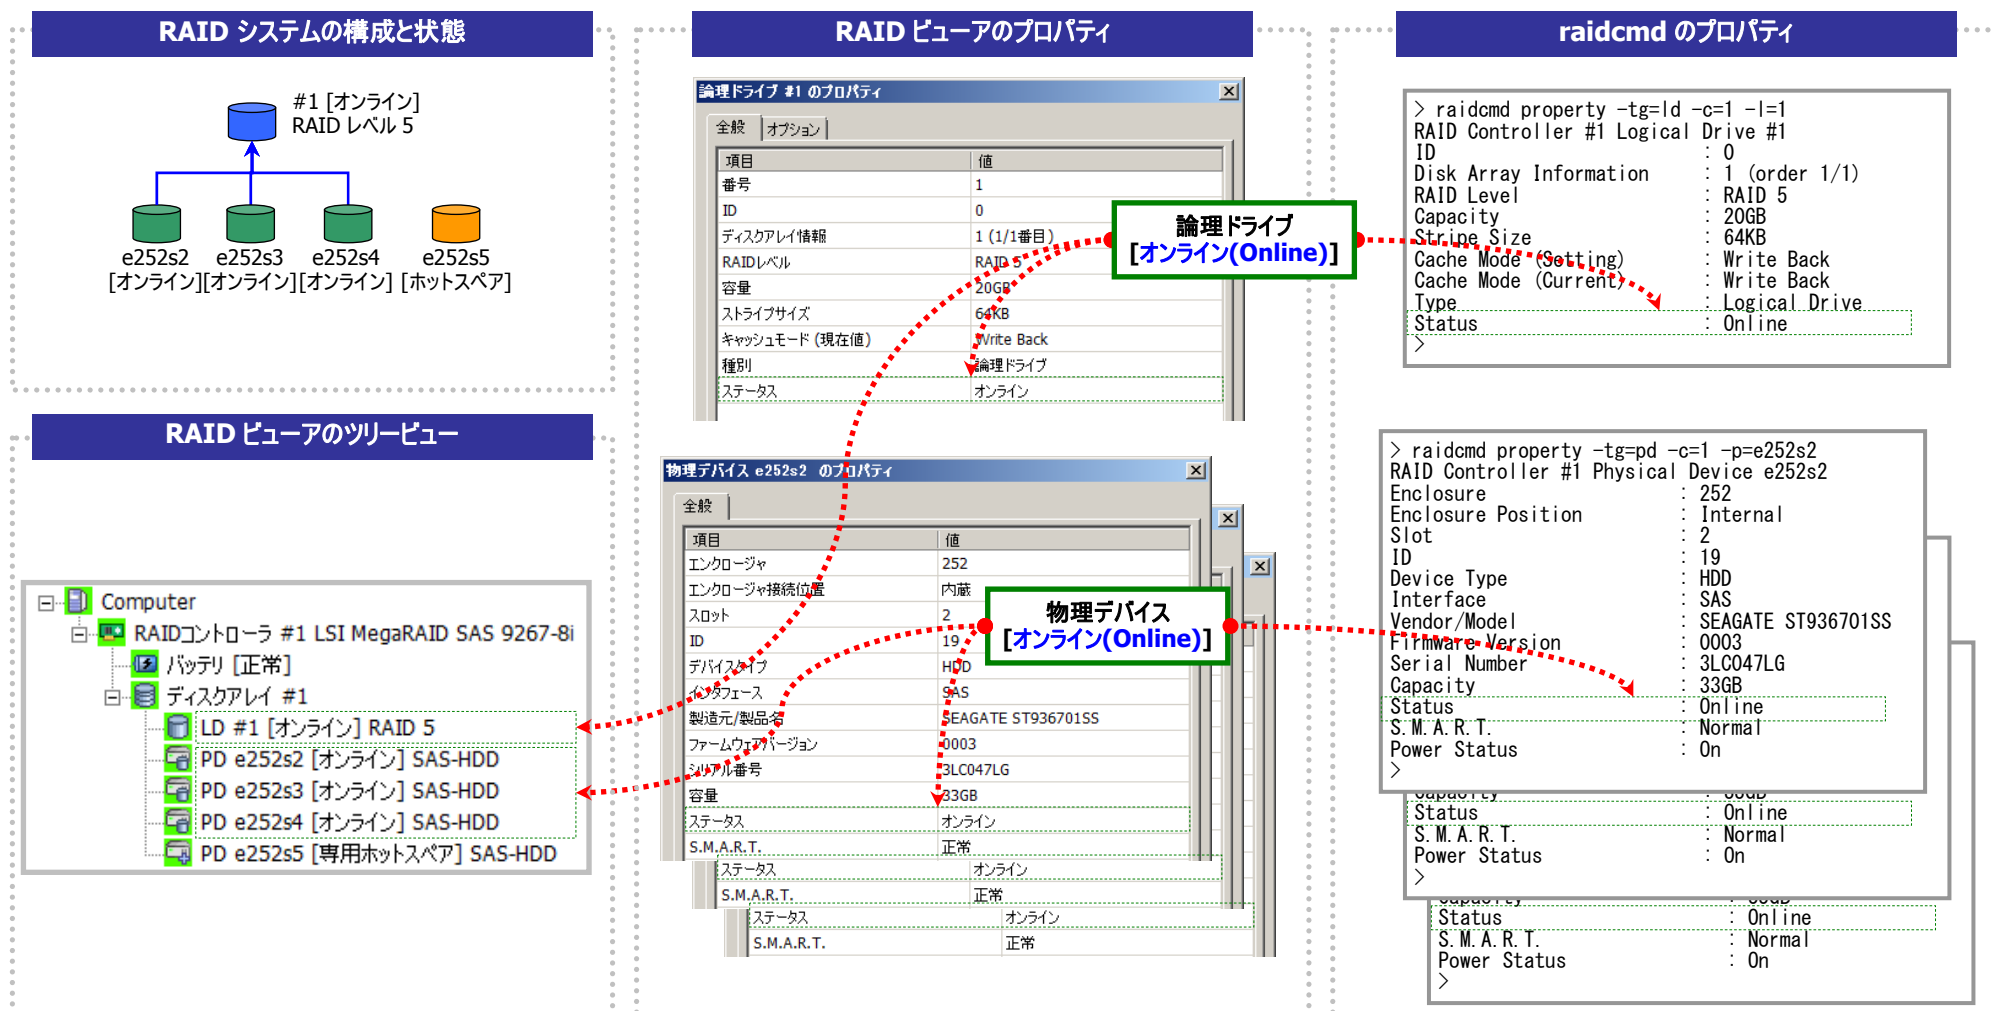 RAID システムの構成と状態
#1 [オンライン]
RAID レベル 5
e252s2 e252s3 e252s4 e252s5
[オンライン][オンライン][オンライン] [ホットスペア]
RAID ビューアのツリービュー
Computer
RAIDコントローラ #1 LSI MegaRAID SAS 9267-8i
バッテリ [正常]
ディスクアレイ #1
LD #1 [オンライン] RAID 5
PD e252s2 [オンライン] SAS-HDD
PD e252s3 [オンライン] SAS-HDD
PD e252s4 [オンライン] SAS-HDD
PD e252s5 [専用ホットスペア] SAS-HDD
RAID ビューアのプロパティ
論理ドライブ #1 のプロパティ
全般 オプション
項目 値
番号 1
ID 0
ディスクアレイ情報 1 (1/1番目)
RAIDレベル RAID 5
容量 20GB
ストライプサイズ 64KB
キャッシュモード (現在値) Write Back
種別 論理ドライブ
ステータス オンライン
論理ドライブ
[オンライン(Online)]
物理デバイス e252s2 のプロパティ
全般
項目 値
エンクロージャ 252
エンクロージャ接続位置 内蔵
スロット 2
ID 19
デバイスタイプ HDD
インタフェース SAS
製造元/製品名 SEAGATE ST936701SS
ファームウェアバージョン 0003
シリアル番号 3LC047LG
容量 33GB
ステータス オンライン
S.M.A.R.T. 正常
ステータス オンライン
S.M.A.R.T. 正常
ステータス オンライン
S.M.A.R.T. 正常
物理デバイス
[オンライン(Online)]
raidcmd のプロパティ
> raidcmd property -tg=ld -c=1 -l=1
RAID Controller #1 Logical Drive #1
ID : 0
Disk Array Information : 1 (order 1/1)
RAID Level : RAID 5
Capacity : 20GB
Stripe Size : 64KB
Cache Mode (Setting) : Write Back
Cache Mode (Current) : Write Back
Type : Logical Drive
Status : Online
>
> raidcmd property -tg=pd -c=1 -p=e252s2
RAID Controller #1 Physical Device e252s2
Enclosure : 252
Enclosure Position : Internal
Slot : 2
ID : 19
Device Type : HDD
Interface : SAS
Vendor/Model : SEAGATE ST936701SS
Firmware Version : 0003
Serial Number : 3LC047LG
Capacity : 33GB
Status : Online
S.M.A.R.T. : Normal
Power Status : On
>
Capacity : 33GB
Status : Online
S.M.A.R.T. : Normal
Power Status : On
>
Capacity : 33GB
Status : Online
S.M.A.R.T. : Normal
Power Status : On
>